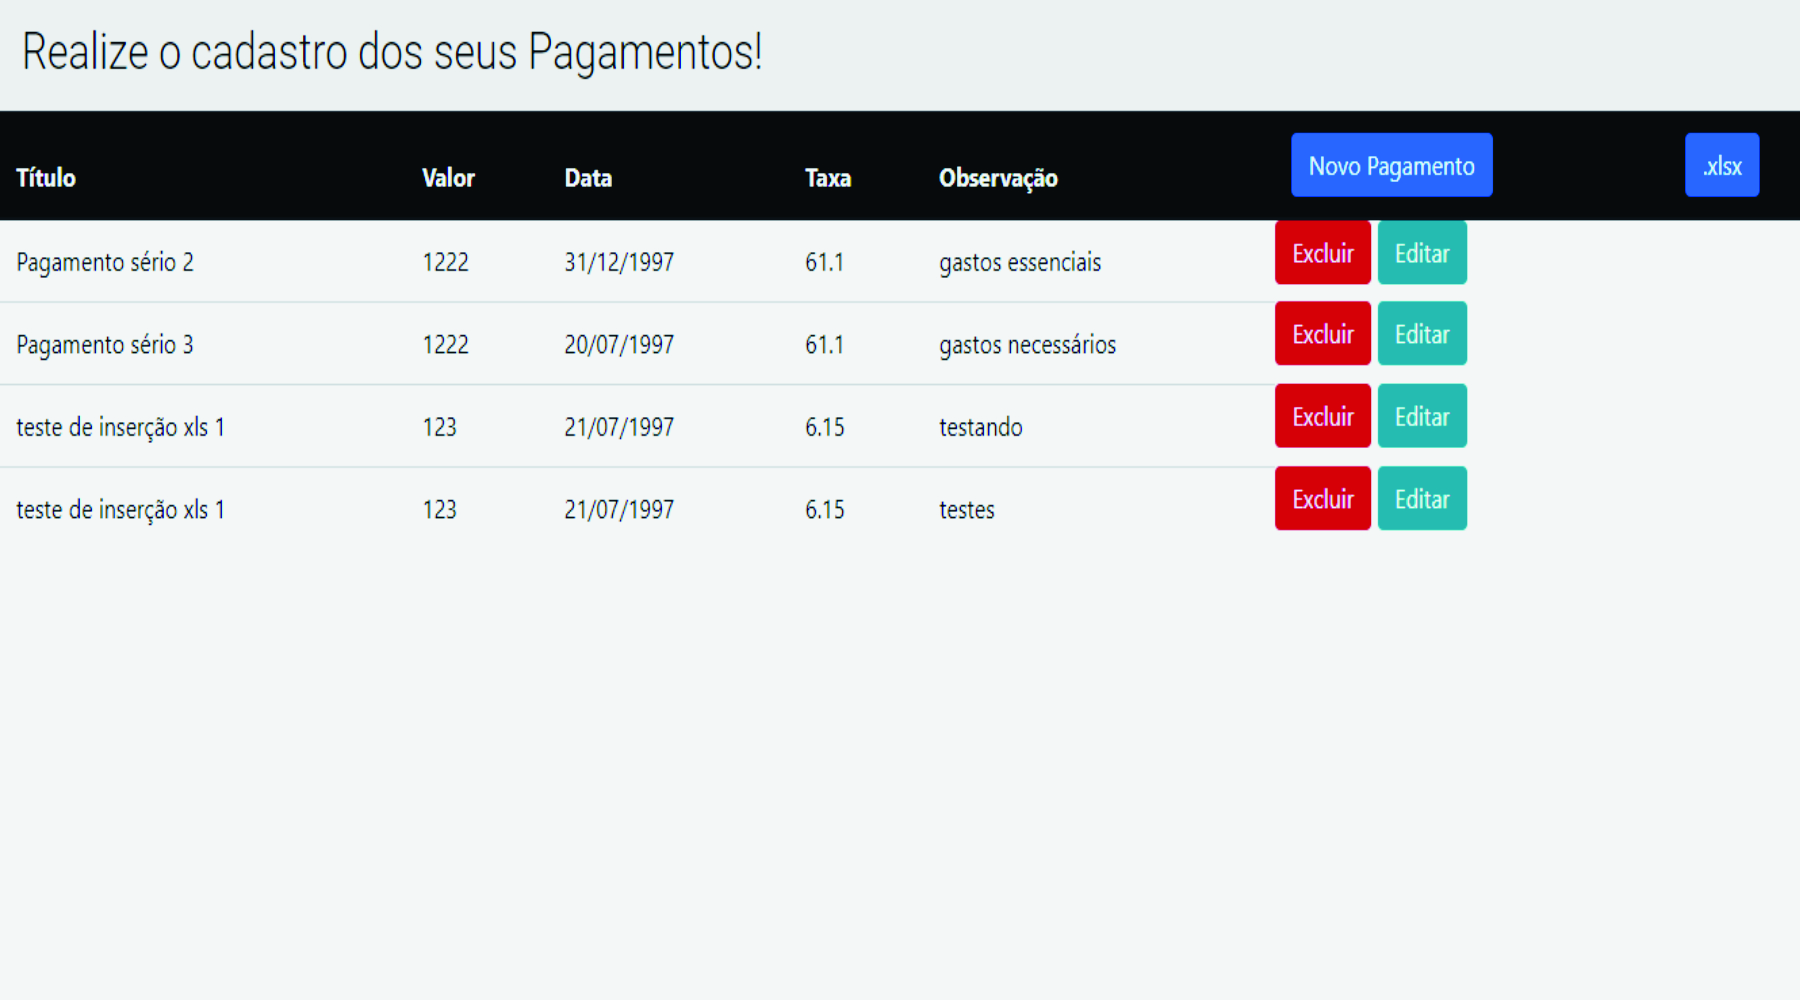 Realize o cadastro dos seus Pagamentos!
Título Valor Data Taxa Observação Novo Pagamento .xlsx
Pagamento sério 2 1222 31/12/1997 61.1 gastos essenciais Excluir Editar
Pagamento sério 3 1222 20/07/1997 61.1 gastos necessários Excluir Editar
teste de inserção xls 1 123 21/07/1997 6.15 testando Excluir Editar
teste de inserção xls 1 123 21/07/1997 6.15 testes Excluir Editar